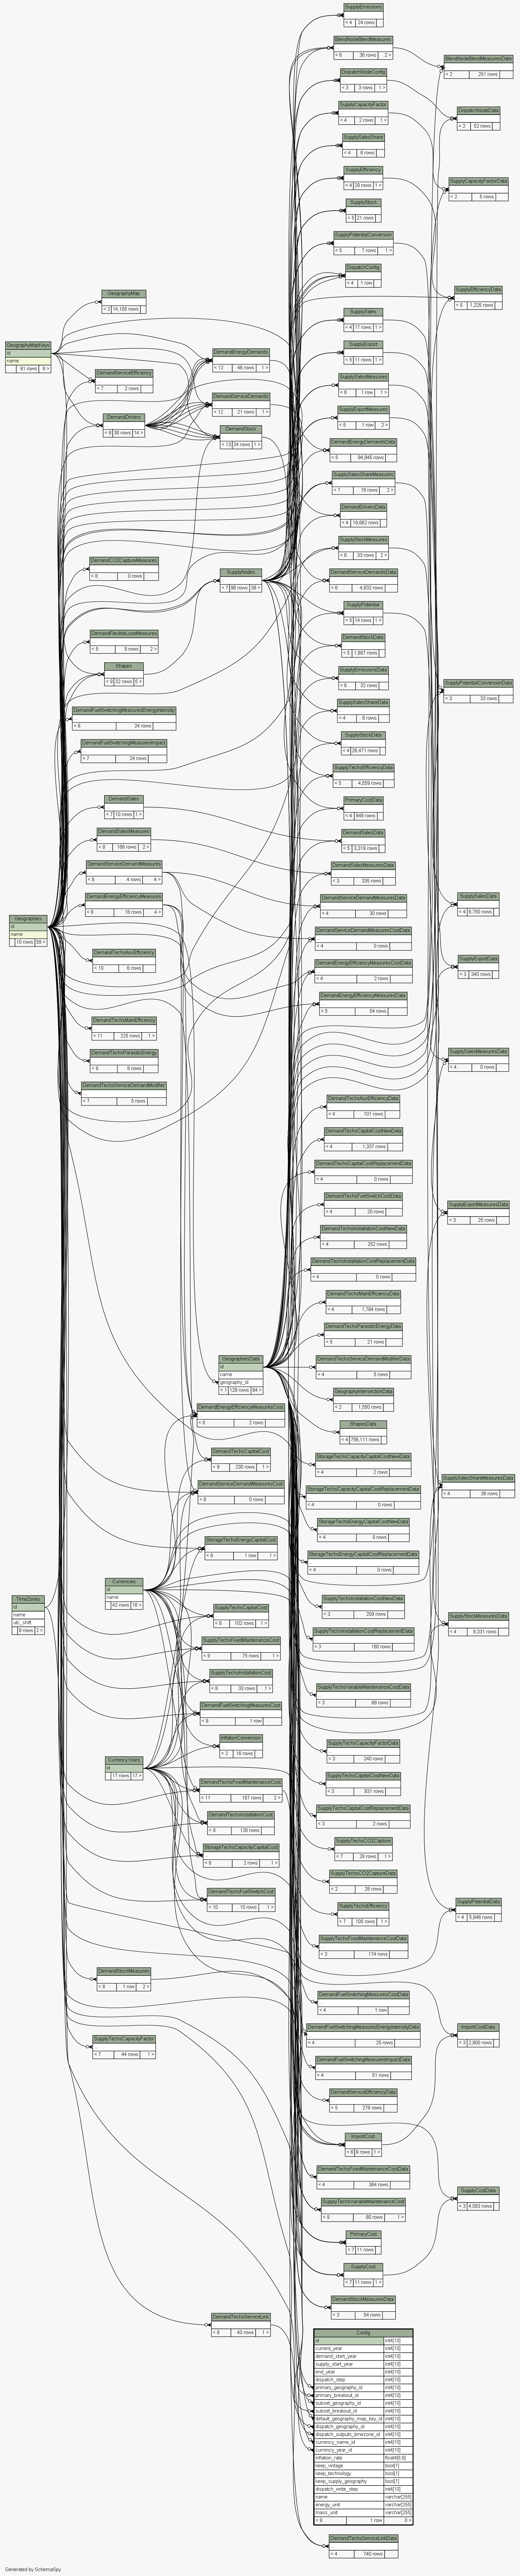 SupplyEmissions
< 4 24 rows
BlendNodeBlendMeasures
< 6 36 rows 2 >
BlendNodeBlendMeasuresData
< 2 251 rows
DispatchNodeConfig
< 3 3 rows 1 >
SupplyCapacityFactor
< 4 2 rows 1 >
DispatchNodeData
< 2 52 rows
SupplySalesShare
< 4 6 rows
SupplyEfficiency
< 4 29 rows 1 >
SupplyCapacityFactorData
< 2 5 rows
SupplyStock
< 5 21 rows
SupplyPotentialConversion
< 5 7 rows 1 >
DispatchConfig
< 4 1 row
SupplyEfficiencyData
< 5 1,225 rows
GeographyMap
< 2 14,105 rows
SupplySales
< 4 17 rows 1 >
GeographyMapKeys
id
name
81 rows 8 >
SupplyExport
< 5 11 rows 1 >
DemandEnergyDemands
< 12 46 rows 1 >
DemandServiceEfficiency
< 7 2 rows
SupplySalesMeasures
< 8 1 row 1 >
DemandServiceDemands
< 12 21 rows 1 >
SupplyExportMeasures
< 5 1 row 2 >
DemandDrivers
< 8 36 rows 14 >
DemandStock
< 13 24 rows 1 >
DemandEnergyDemandsData
< 5 94,945 rows
SupplySalesShareMeasures
< 7 18 rows 2 >
DemandDriversData
< 4 19,662 rows
SupplyStockMeasures
< 8 33 rows 2 >
DemandCO2CaptureMeasures
< 6 0 rows
SupplyNodes
< 7 86 rows 38 >
DemandServiceDemandsData
< 6 4,832 rows
SupplyPotential
< 5 14 rows 1 >
DemandFlexibleLoadMeasures
< 5 9 rows 2 >
DemandStockData
< 6 1,897 rows
Shapes
< 8 32 rows 5 >
SupplyEmissionsData
< 6 32 rows
SupplyPotentialConversionData
< 3 33 rows
DemandFuelSwitchingMeasuresEnergyIntensity
< 6 24 rows
SupplySalesShareData
< 4 6 rows
DemandFuelSwitchingMeasuresImpact
< 7 24 rows
SupplyStockData
< 4 26,471 rows
SupplyTechsEfficiencyData
< 5 4,559 rows
DemandSales
< 7 10 rows 1 >
PrimaryCostData
< 4 646 rows
DemandSalesMeasures
< 8 168 rows 2 >
DemandSalesData
< 5 3,319 rows
DemandServiceDemandMeasures
< 8 4 rows 4 >
DemandSalesMeasuresData
< 3 336 rows
DemandEnergyEfficiencyMeasures
< 8 18 rows 4 >
DemandServiceDemandMeasuresData
< 4 30 rows
SupplySalesData
< 4 6,750 rows
Geographies
id
name
10 rows 59 >
DemandServiceDemandMeasuresCostData
< 4 0 rows
DemandTechsAuxEfficiency
< 10 6 rows
DemandEnergyEfficiencyMeasuresCostData
< 4 2 rows
SupplyExportData
< 3 340 rows
DemandEnergyEfficiencyMeasuresData
< 5 54 rows
DemandTechsMainEfficiency
< 11 225 rows 1 >
DemandTechsParasiticEnergy
< 8 6 rows
SupplySalesMeasuresData
< 4 0 rows
DemandTechsServiceDemandModifier
< 7 5 rows
DemandTechsAuxEfficiencyData
< 4 101 rows
DemandTechsCapitalCostNewData
< 4 1,337 rows
DemandTechsCapitalCostReplacementData
< 4 0 rows
DemandTechsFuelSwitchCostData
< 4 20 rows
SupplyExportMeasuresData
< 3 25 rows
DemandTechsInstallationCostNewData
< 4 252 rows
DemandTechsInstallationCostReplacementData
< 4 0 rows
DemandTechsMainEfficiencyData
< 4 1,784 rows
DemandTechsParasiticEnergyData
< 5 21 rows
GeographiesData
id
name
geography_id
< 1 128 rows 64 >
DemandTechsServiceDemandModifierData
< 4 5 rows
GeographyIntersectionData
< 2 1,550 rows
DemandEnergyEfficiencyMeasuresCost
< 8 2 rows
ShapesData
< 4 756,111 rows
DemandTechsCapitalCost
< 8 230 rows 1 >
StorageTechsCapacityCapitalCostNewData
< 4 2 rows
SupplySalesShareMeasuresData
< 4 36 rows
DemandServiceDemandMeasuresCost
< 8 0 rows
StorageTechsCapacityCapitalCostReplacementData
< 4 0 rows
StorageTechsEnergyCapitalCostNewData
< 4 9 rows
StorageTechsEnergyCapitalCost
< 8 1 row 1 >
StorageTechsEnergyCapitalCostReplacementData
< 4 0 rows
Currencies
id
name
42 rows 18 >
TimeZones
id
name
utc_shift
8 rows 2 >
SupplyTechsCapitalCost
< 8 102 rows 1 >
SupplyTechsInstallationCostNewData
< 3 208 rows
SupplyTechsFixedMaintenanceCost
< 8 75 rows 1 >
SupplyTechsInstallationCostReplacementData
< 3 180 rows
SupplyStockMeasuresData
< 4 8,331 rows
SupplyTechsInstallationCost
< 8 33 rows 1 >
SupplyTechsVariableMaintenanceCostData
< 3 68 rows
DemandFuelSwitchingMeasuresCost
< 8 1 row
InflationConversion
< 2 16 rows
SupplyTechsCapacityFactorData
< 3 240 rows
CurrencyYears
id
17 rows 17 >
DemandTechsFixedMaintenanceCost
< 11 187 rows 2 >
SupplyTechsCapitalCostNewData
< 3 831 rows
DemandTechsInstallationCost
< 8 126 rows
SupplyTechsCapitalCostReplacementData
< 3 2 rows
StorageTechsCapacityCapitalCost
< 8 2 rows 1 >
SupplyTechsCO2Capture
< 7 28 rows 1 >
DemandTechsFuelSwitchCost
< 10 10 rows 1 >
SupplyTechsCO2CaptureData
< 2 26 rows
SupplyTechsEfficiency
< 7 105 rows 1 >
SupplyPotentialData
< 4 5,946 rows
SupplyTechsFixedMaintenanceCostData
< 3 174 rows
DemandStockMeasures
< 8 1 row 2 >
DemandFuelSwitchingMeasuresCostData
< 4 1 row
SupplyTechsCapacityFactor
< 7 44 rows 1 >
DemandFuelSwitchingMeasuresEnergyIntensityData
< 4 25 rows
ImportCostData
< 3 2,800 rows
DemandFuelSwitchingMeasuresImpactData
< 4 51 rows
DemandServiceEfficiencyData
< 5 278 rows
ImportCost
< 6 9 rows 1 >
DemandTechsFixedMaintenanceCostData
< 4 364 rows
SupplyCostData
< 3 4,093 rows
SupplyTechsVariableMaintenanceCost
< 9 80 rows 1 >
PrimaryCost
< 7 11 rows
SupplyCost
< 7 11 rows 1 >
DemandStockMeasuresData
< 3 54 rows
DemandTechsServiceLink
< 8 40 rows 1 >
Config
id int4[10]
current_year int4[10]
demand_start_year int4[10]
supply_start_year int4[10]
end_year int4[10]
dispatch_step int4[10]
primary_geography_id int4[10]
primary_breakout_id int4[10]
subset_geography_id int4[10]
subset_breakout_id int4[10]
default_geography_map_key_id int4[10]
dispatch_geography_id int4[10]
dispatch_outputs_timezone_id int4[10]
currency_name_id int4[10]
currency_year_id int4[10]
inflation_rate float4[8,8]
keep_vintage bool[1]
keep_technology bool[1]
keep_supply_geography bool[1]
dispatch_write_step int4[10]
name varchar[255]
energy_unit varchar[255]
mass_unit varchar[255]
< 9 1 row 0 >
DemandTechsServiceLinkData
< 4 740 rows
Generated by SchemaSpy